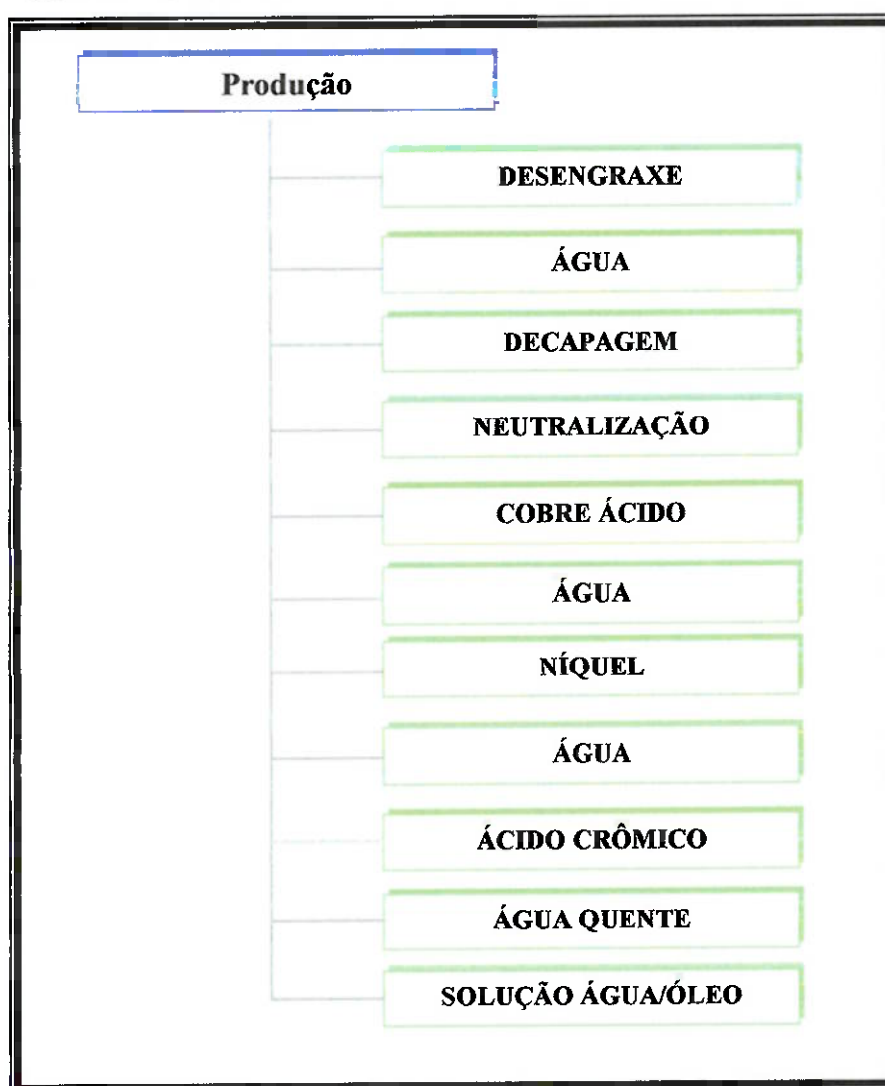 Produção
DESENGRAXE
ÁGUA
DECAPAGEM
NEUTRALIZAÇÃO
COBRE ÁCIDO
ÁGUA
NÍQUEL
ÁGUA
ÁCIDO CRÔMICO
ÁGUA QUENTE
SOLUÇÃO ÁGUA/ÓLEO